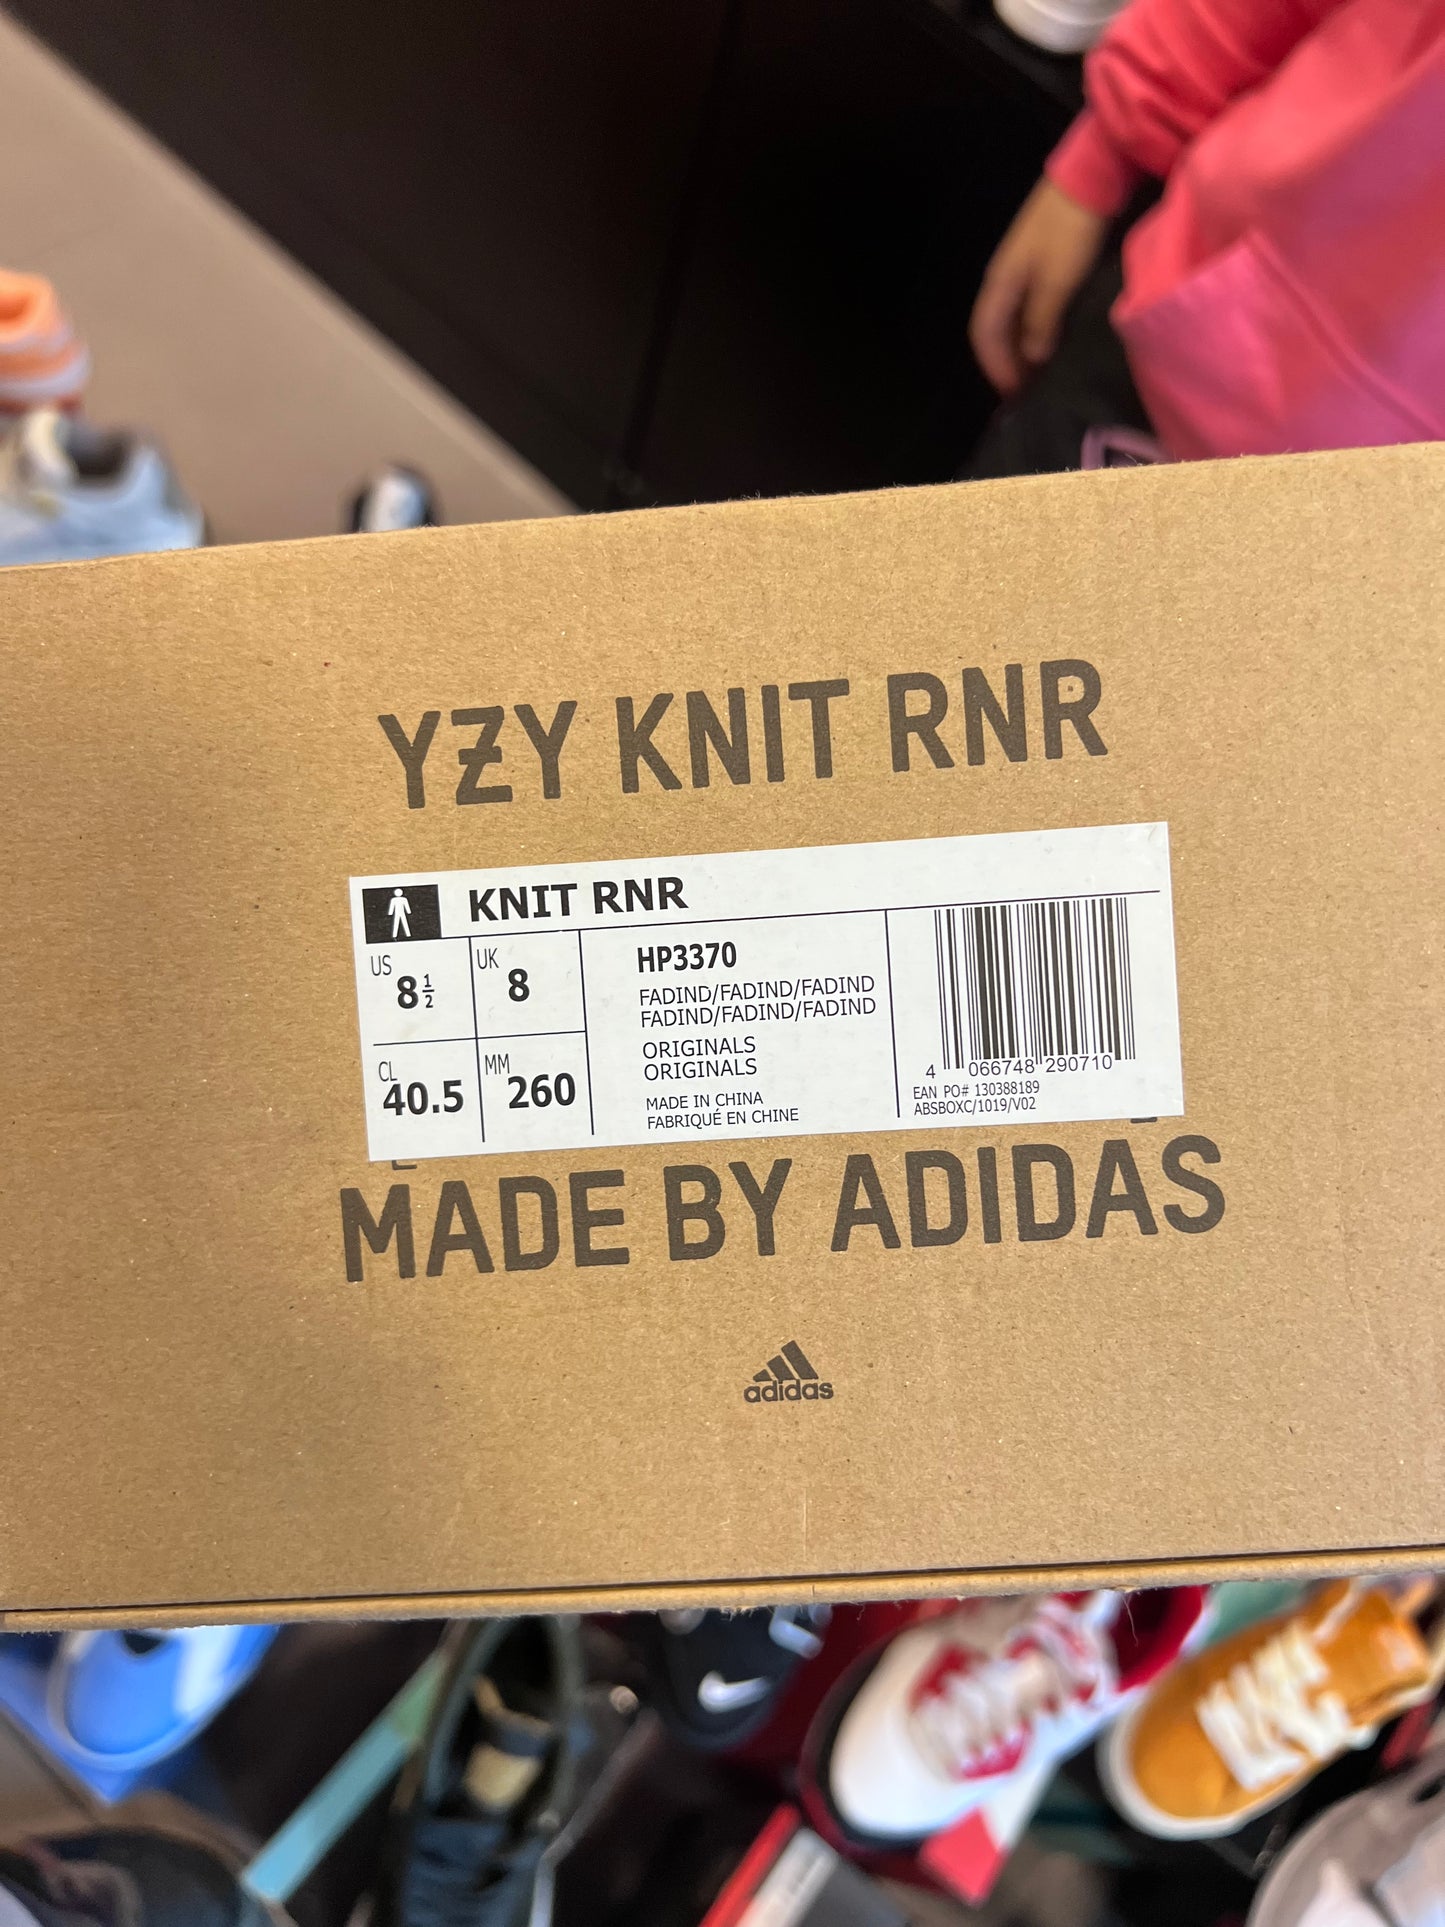 YZY KNIT RNR
KNIT RNR
US
8 1/2
UK
8
CL
40.5
MM
260
HP3370
FADIND/FADIND/FADIND
FADIND/FADIND/FADIND
ORIGINALS
ORIGINALS
MADE IN CHINA
FABRIQUÉ EN CHINE
4 066748 290710
EAN PO# 130388189
ABSBOXC/1019/V02
MADE BY ADIDAS
adidas